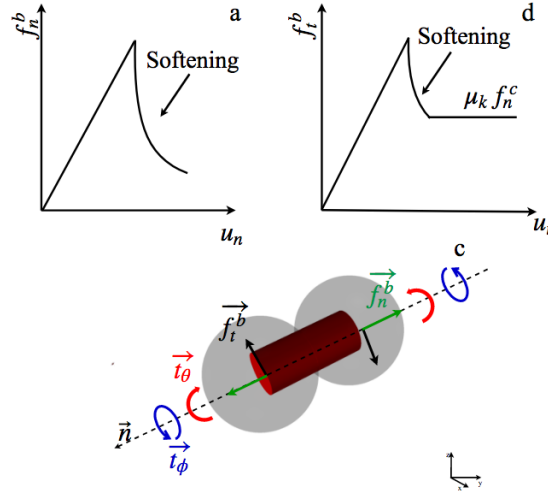 a
f_n^b
Softening
u_n
d
f_t^b
Softening
μ_k f_n^c
c
f_n^b
f_t^b
t_θ
n
t_ϕ
z
y
x